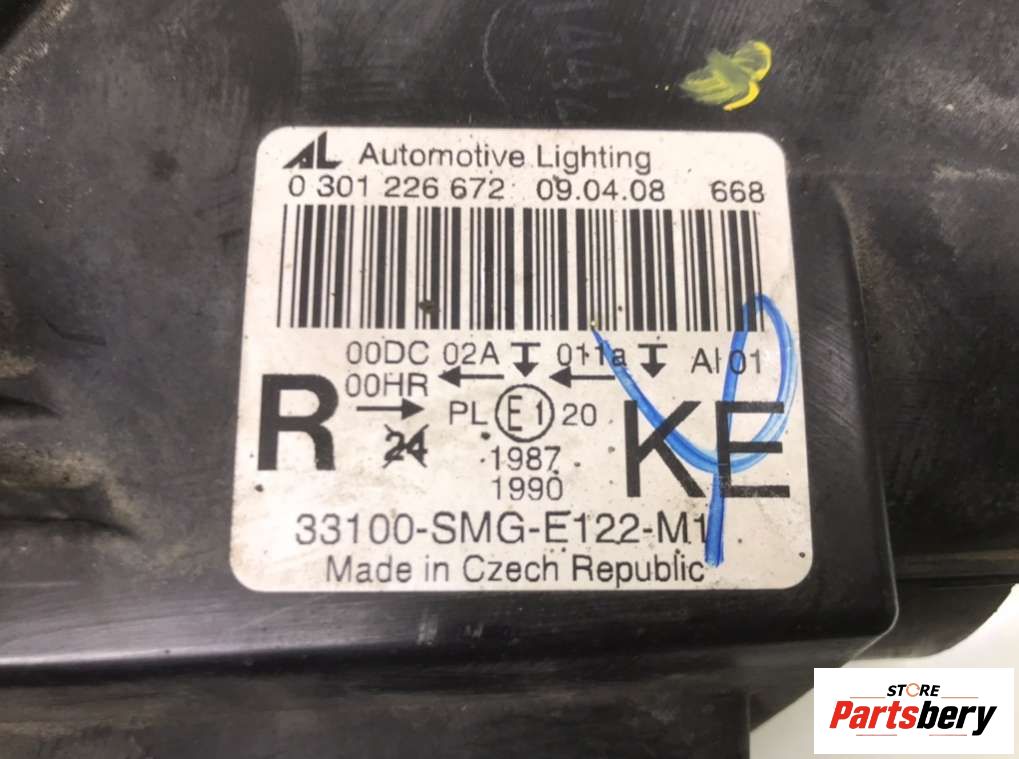 AL Automotive Lighting
0 301 226 672 09.04.08 668
00DC 02A 011a AI 01
00HR
R PL E1 20 KE
24
1987
1990
33100-SMG-E122-M1
Made in Czech Republic
STORE
Partsbery